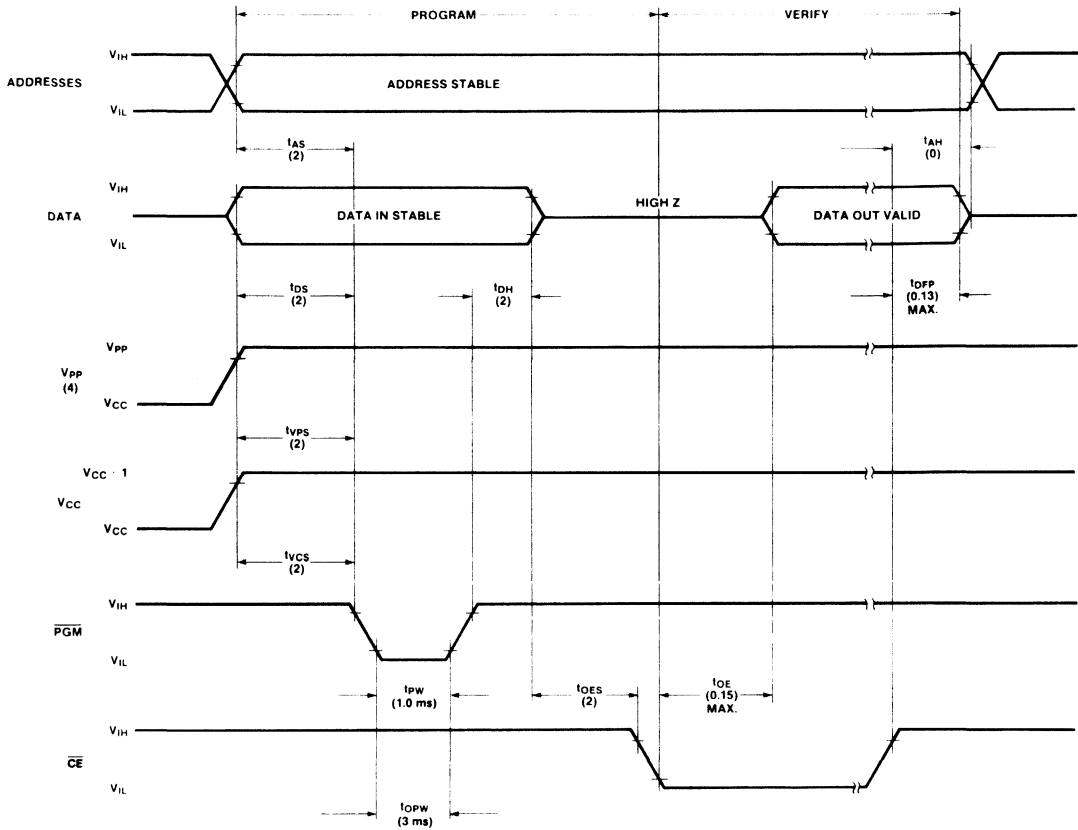 PROGRAM VERIFY
VIH
ADDRESSES ADDRESS STABLE
VIL
tAS
(2)
tAH
(0)
VIH
DATA DATA IN STABLE HIGH Z DATA OUT VALID
VIL
tDS
(2)
tDH
(2)
tDFP
(0.13)
MAX.
VPP
VPP
(4)
VCC
tVPS
(2)
VCC · 1
VCC
VCC
tVCS
(2)
VIH
PGM
VIL
tPW
(1.0 ms)
tOES
(2)
tOE
(0.15)
MAX.
VIH
CE
VIL
tOPW
(3 ms)